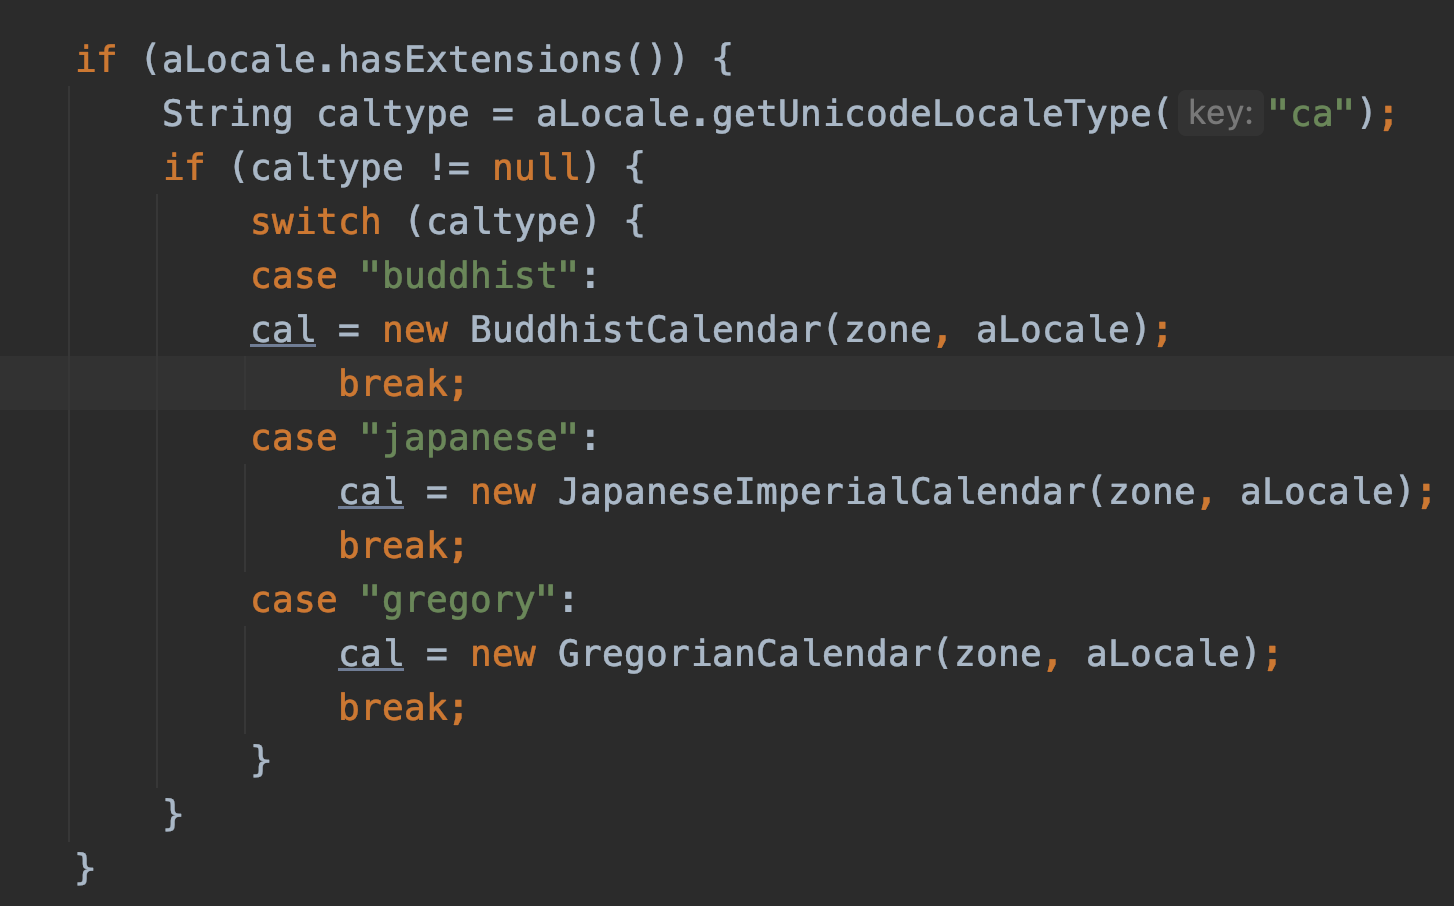 if (aLocale.hasExtensions()) {
    String caltype = aLocale.getUnicodeLocaleType( key: "ca");
    if (caltype != null) {
        switch (caltype) {
        case "buddhist":
        cal = new BuddhistCalendar(zone, aLocale);
            break;
        case "japanese":
            cal = new JapaneseImperialCalendar(zone, aLocale);
            break;
        case "gregory":
            cal = new GregorianCalendar(zone, aLocale);
            break;
        }
    }
}